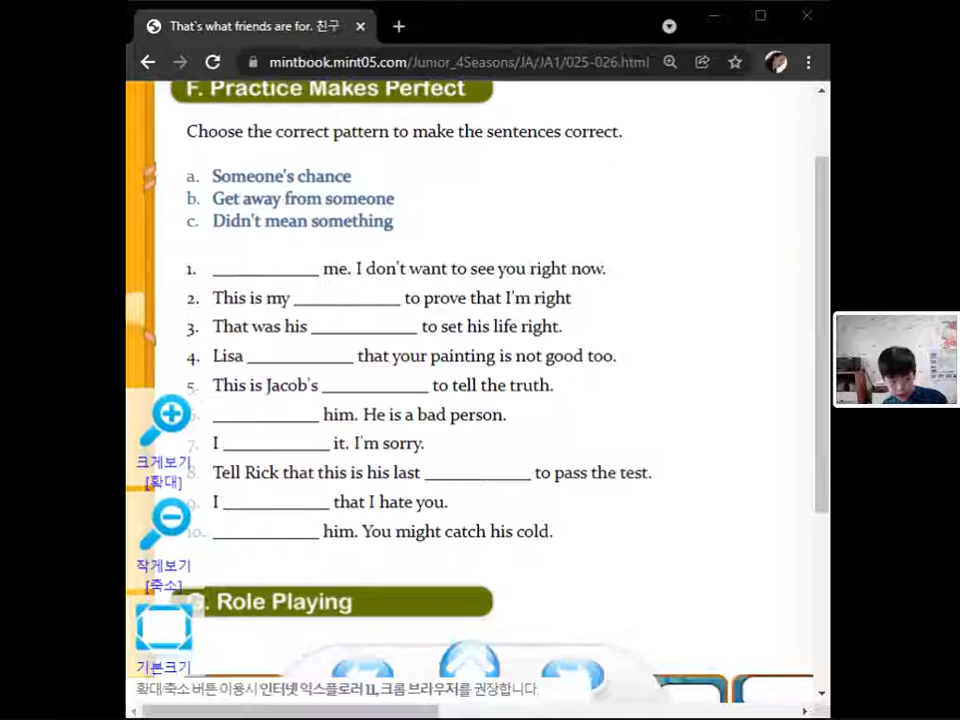 That's what friends are for. 친구
mintbook.mint05.com/Junior_4Seasons/JA/JA1/025-026.html
F. Practice Makes Perfect
Choose the correct pattern to make the sentences correct.
a. Someone's chance
b. Get away from someone
c. Didn't mean something
1. ____________ me. I don't want to see you right now.
2. This is my ____________ to prove that I'm right
3. That was his ____________ to set his life right.
4. Lisa ____________ that your painting is not good too.
5. This is Jacob's ____________ to tell the truth.
6. ____________ him. He is a bad person.
7. I ____________ it. I'm sorry.
8. Tell Rick that this is his last ____________ to pass the test.
9. I ____________ that I hate you.
10. ____________ him. You might catch his cold.
크게보기
[확대]
작게보기
[축소]
G. Role Playing
기본크기
확대/축소 버튼 이용시 인터넷 익스플로러 11, 크롬 브라우저를 권장합니다.